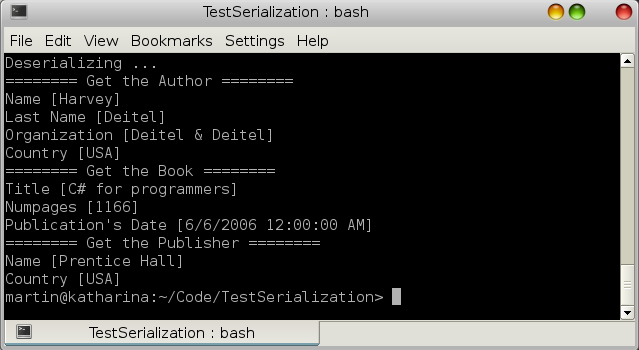 TestSerialization : bash
File Edit View Bookmarks Settings Help
Deserializing ...
======== Get the Author ========
Name [Harvey]
Last Name [Deitel]
Organization [Deitel & Deitel]
Country [USA]
======== Get the Book ========
Title [C# for programmers]
Numpages [1166]
Publication's Date [6/6/2006 12:00:00 AM]
======== Get the Publisher ========
Name [Prentice Hall]
Country [USA]
martin@katharina:~/Code/TestSerialization>
TestSerialization : bash